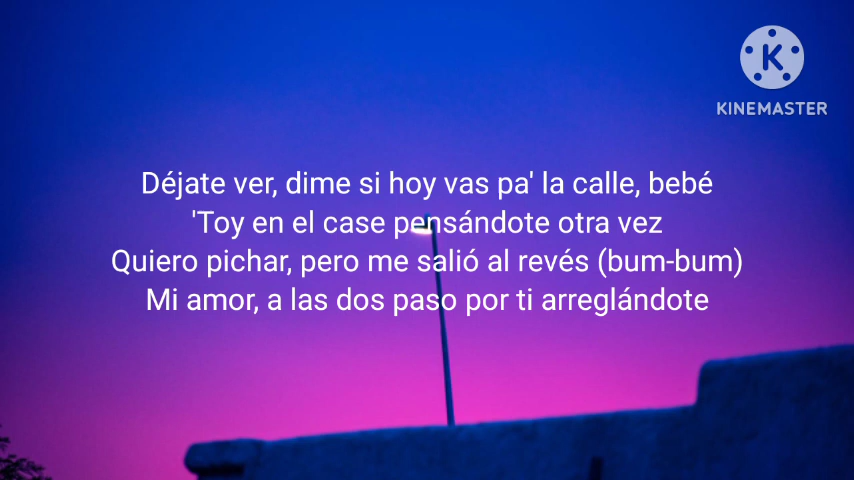 KINEMASTER
Déjate ver, dime si hoy vas pa' la calle, bebé
'Toy en el case pensándote otra vez
Quiero pichar, pero me salió al revés (bum-bum)
Mi amor, a las dos paso por ti arreglándote